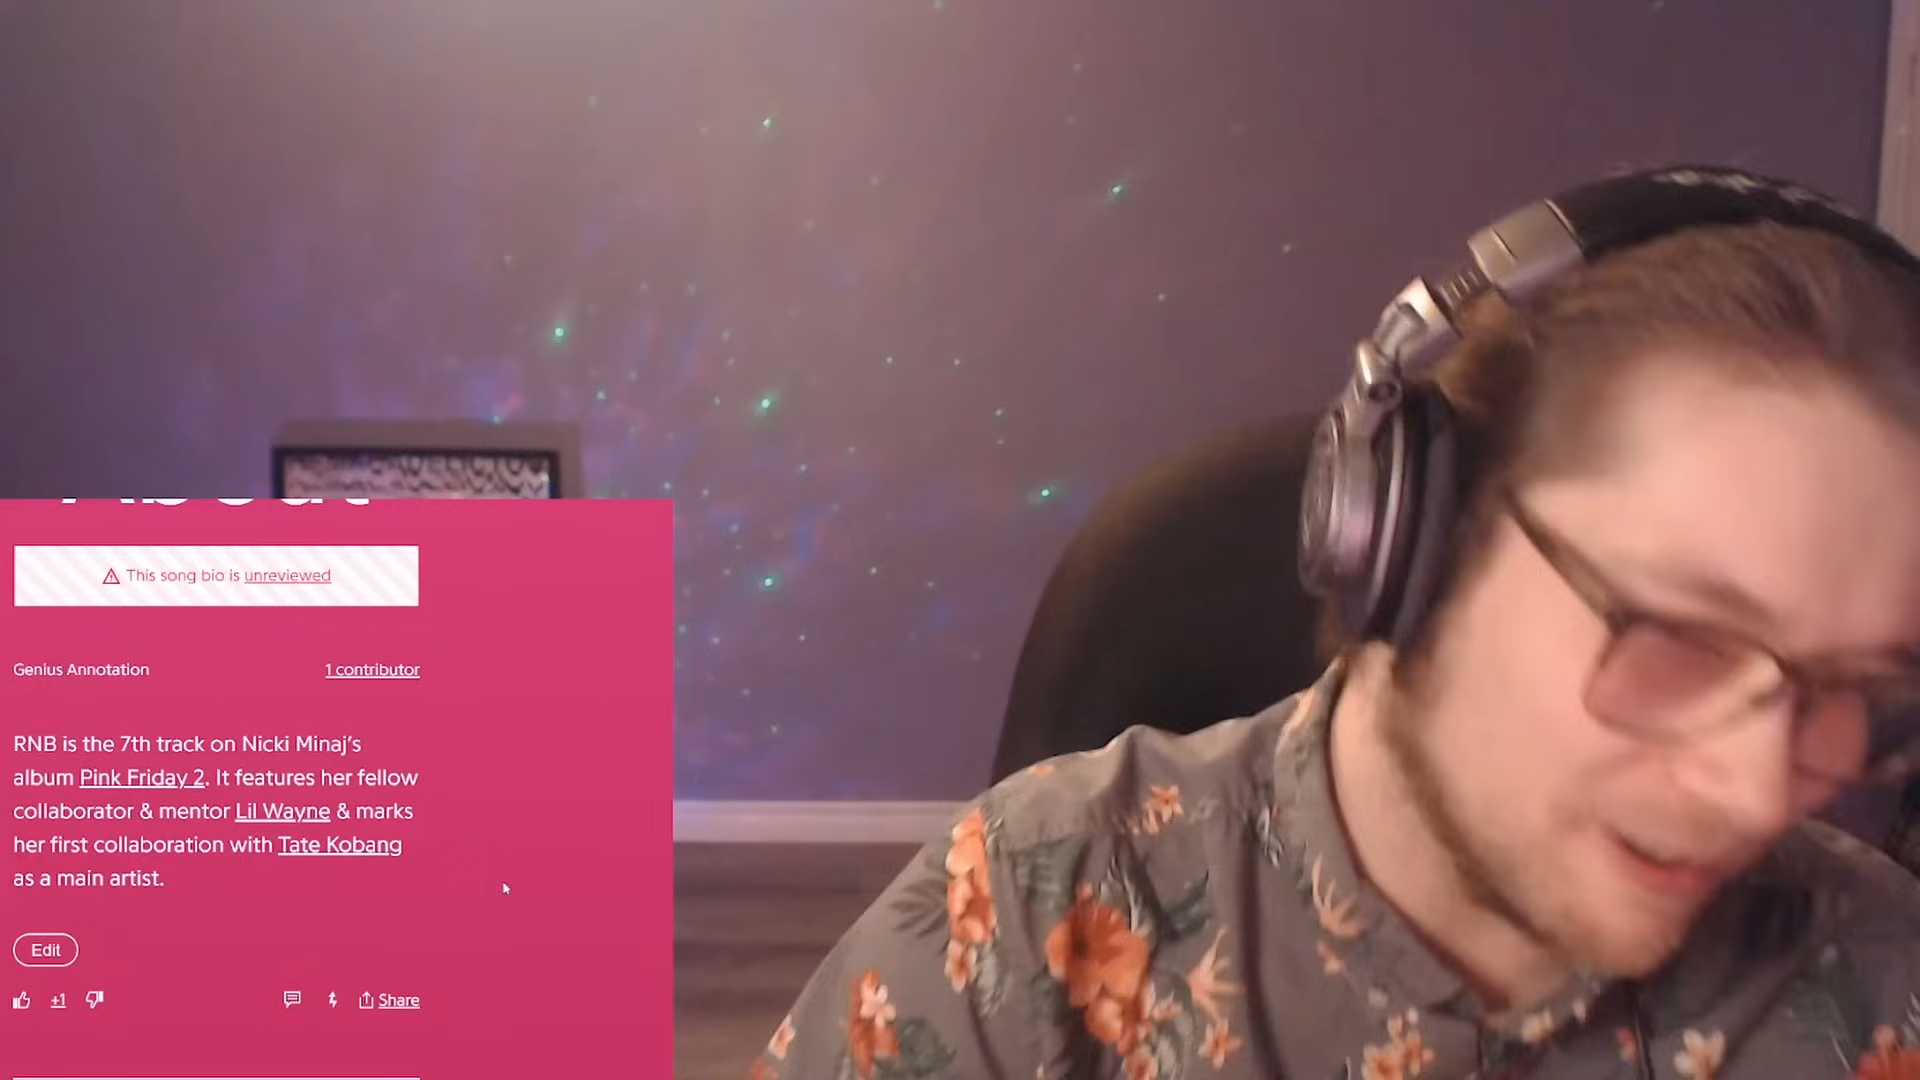 About
This song bio is unreviewed
Genius Annotation 1 contributor
RNB is the 7th track on Nicki Minaj’s
album Pink Friday 2. It features her fellow
collaborator & mentor Lil Wayne & marks
her first collaboration with Tate Kobang
as a main artist.
Edit
+1 Share